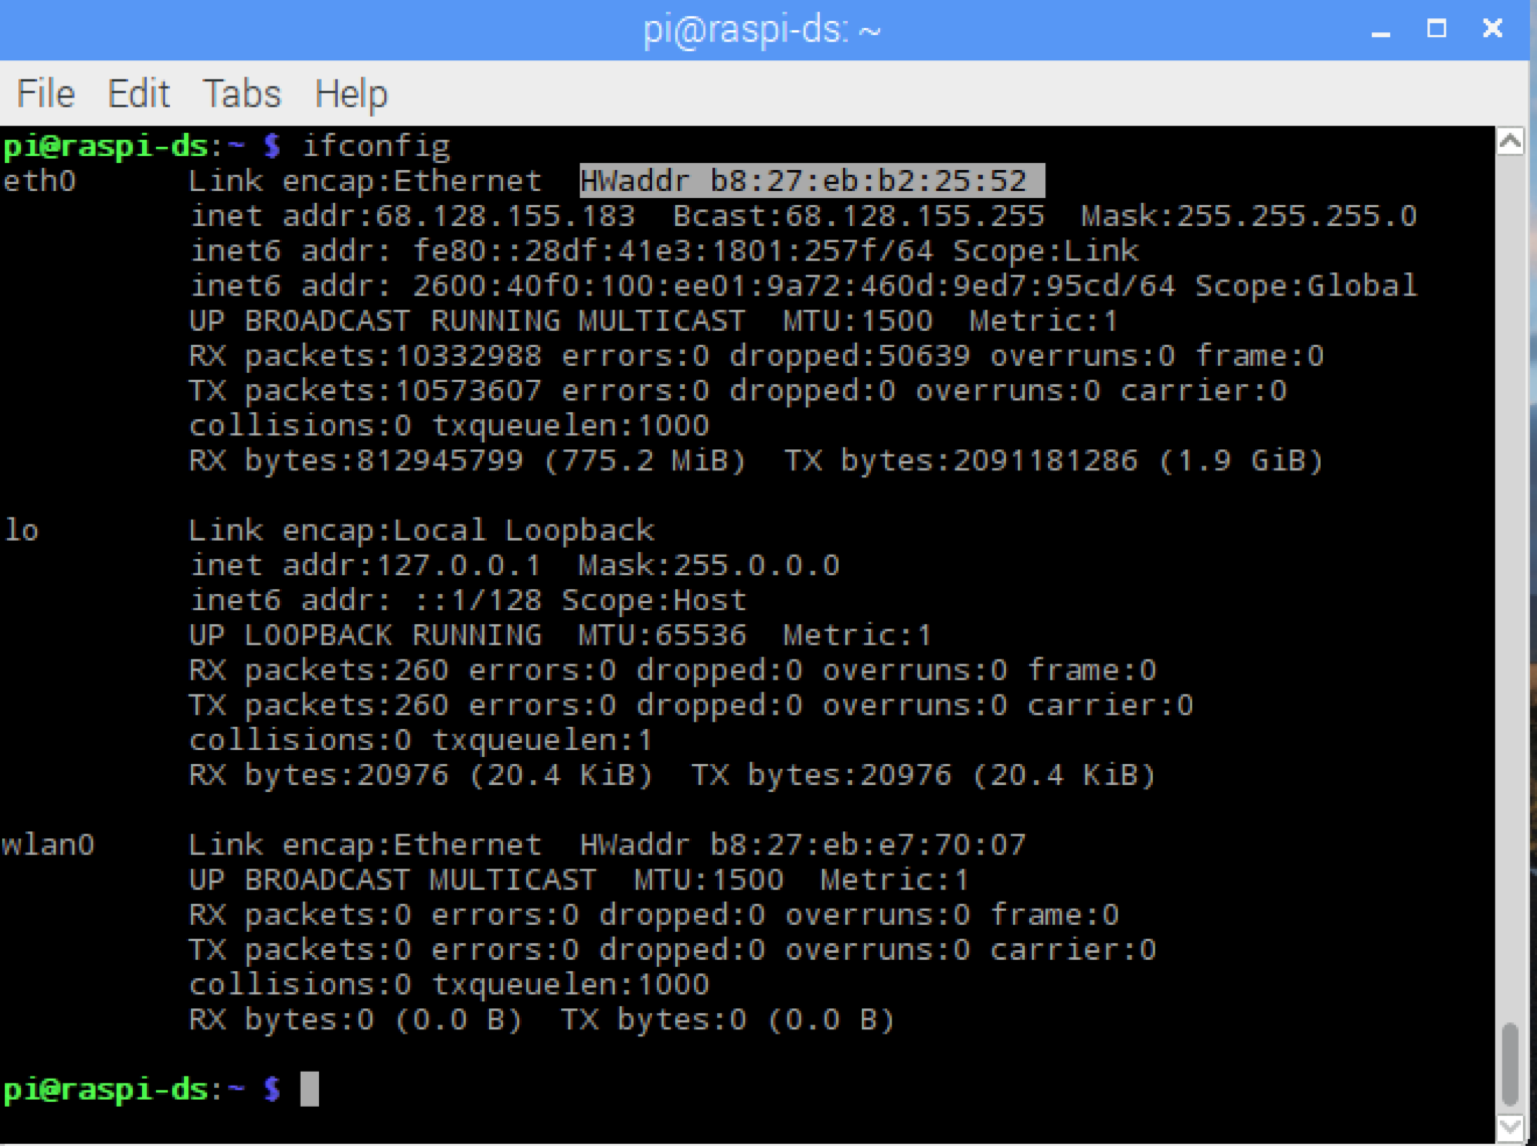 pi@raspi-ds: ~
File Edit Tabs Help
pi@raspi-ds:~ $ ifconfig
eth0 Link encap:Ethernet HWaddr b8:27:eb:b2:25:52
inet addr:68.128.155.183 Bcast:68.128.155.255 Mask:255.255.255.0
inet6 addr: fe80::28df:41e3:1801:257f/64 Scope:Link
inet6 addr: 2600:40f0:100:ee01:9a72:460d:9ed7:95cd/64 Scope:Global
UP BROADCAST RUNNING MULTICAST MTU:1500 Metric:1
RX packets:10332988 errors:0 dropped:50639 overruns:0 frame:0
TX packets:10573607 errors:0 dropped:0 overruns:0 carrier:0
collisions:0 txqueuelen:1000
RX bytes:812945799 (775.2 MiB) TX bytes:2091181286 (1.9 GiB)
lo Link encap:Local Loopback
inet addr:127.0.0.1 Mask:255.0.0.0
inet6 addr: ::1/128 Scope:Host
UP LOOPBACK RUNNING MTU:65536 Metric:1
RX packets:260 errors:0 dropped:0 overruns:0 frame:0
TX packets:260 errors:0 dropped:0 overruns:0 carrier:0
collisions:0 txqueuelen:1
RX bytes:20976 (20.4 KiB) TX bytes:20976 (20.4 KiB)
wlan0 Link encap:Ethernet HWaddr b8:27:eb:e7:70:07
UP BROADCAST MULTICAST MTU:1500 Metric:1
RX packets:0 errors:0 dropped:0 overruns:0 frame:0
TX packets:0 errors:0 dropped:0 overruns:0 carrier:0
collisions:0 txqueuelen:1000
RX bytes:0 (0.0 B) TX bytes:0 (0.0 B)
pi@raspi-ds:~ $